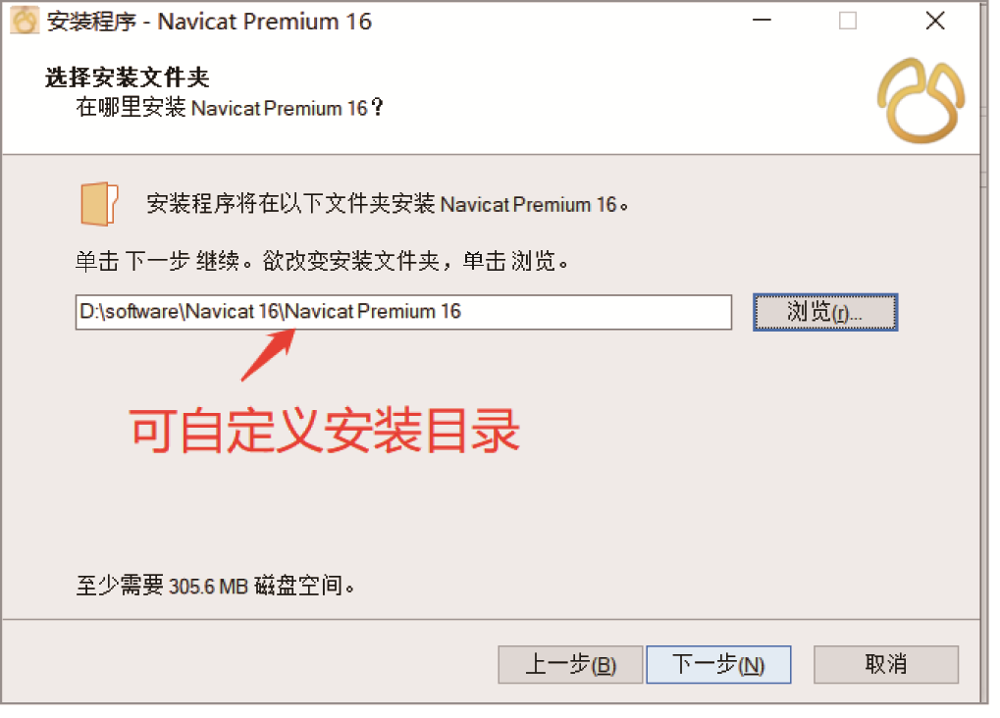 安装程序 - Navicat Premium 16
选择安装文件夹
在哪里安装 Navicat Premium 16？
安装程序将在以下文件夹安装 Navicat Premium 16。
单击 下一步 继续。欲改变安装文件夹，单击 浏览。
D:\software\Navicat 16\Navicat Premium 16
浏览(r)...
可自定义安装目录
至少需要 305.6 MB 磁盘空间。
上一步(B) 下一步(N) 取消